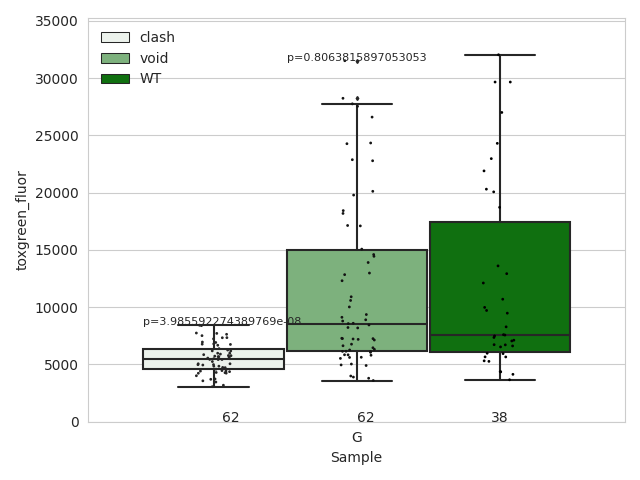 35000
30000
25000
20000
15000
10000
5000
0
toxgreen_fluor
clash
void
WT
p=0.8063815897053053
p=3.985592274389769e-08
62
62
38
G
Sample